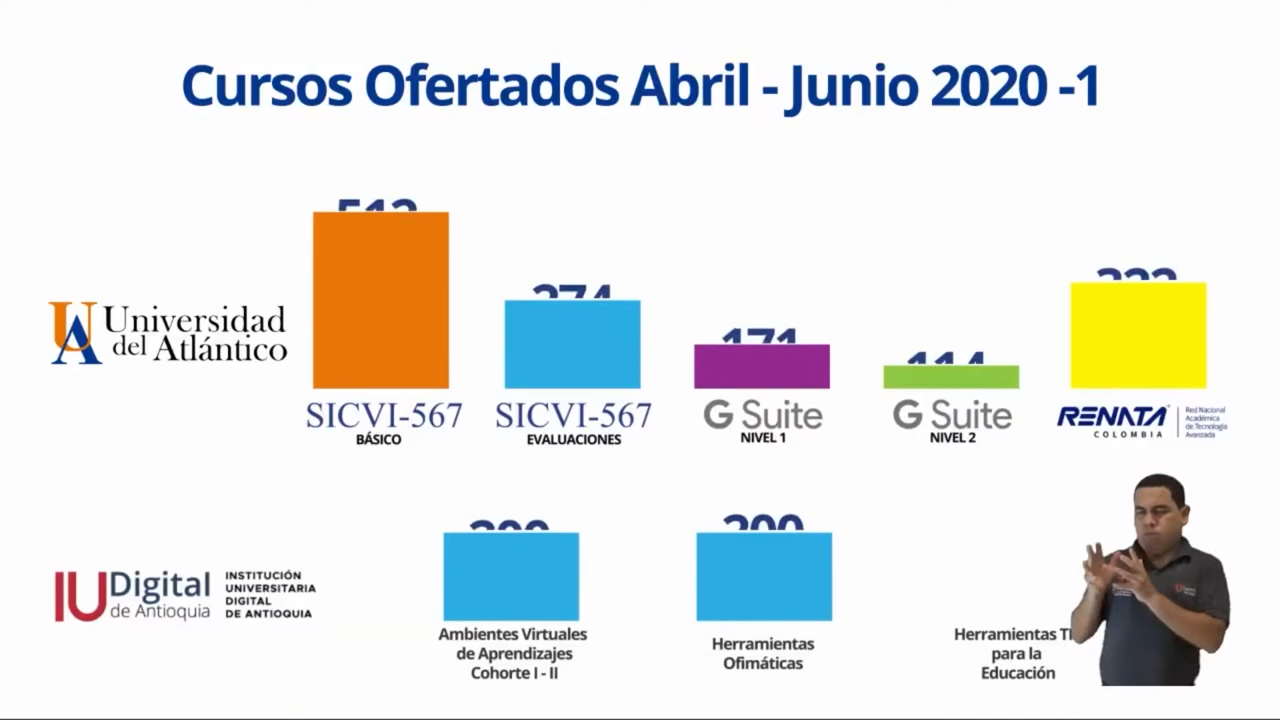 Cursos Ofertados Abril - Junio 2020 -1
UA Universidad
del Atlántico
SICVI-567
BÁSICO
SICVI-567
EVALUACIONES
G Suite
NIVEL 1
G Suite
NIVEL 2
RENATA
COLOMBIA
Red Nacional
Académica
de Tecnología
Avanzada
IU Digital
de Antioquia
INSTITUCIÓN
UNIVERSITARIA
DIGITAL
DE ANTIOQUIA
Ambientes Virtuales
de Aprendizajes
Cohorte I - II
Herramientas
Ofimáticas
Herramientas
para la
Educación